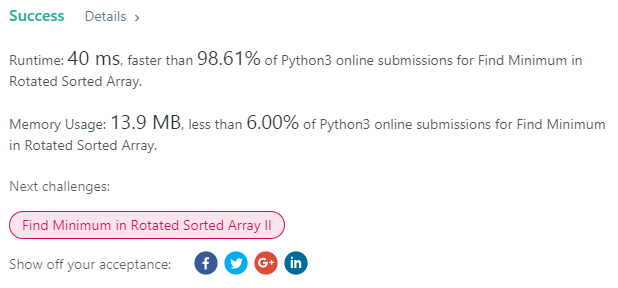 Success Details >
Runtime: 40 ms, faster than 98.61% of Python3 online submissions for Find Minimum in
Rotated Sorted Array.
Memory Usage: 13.9 MB, less than 6.00% of Python3 online submissions for Find Minimum
in Rotated Sorted Array.
Next challenges:
Find Minimum in Rotated Sorted Array II
Show off your acceptance: f G+ in